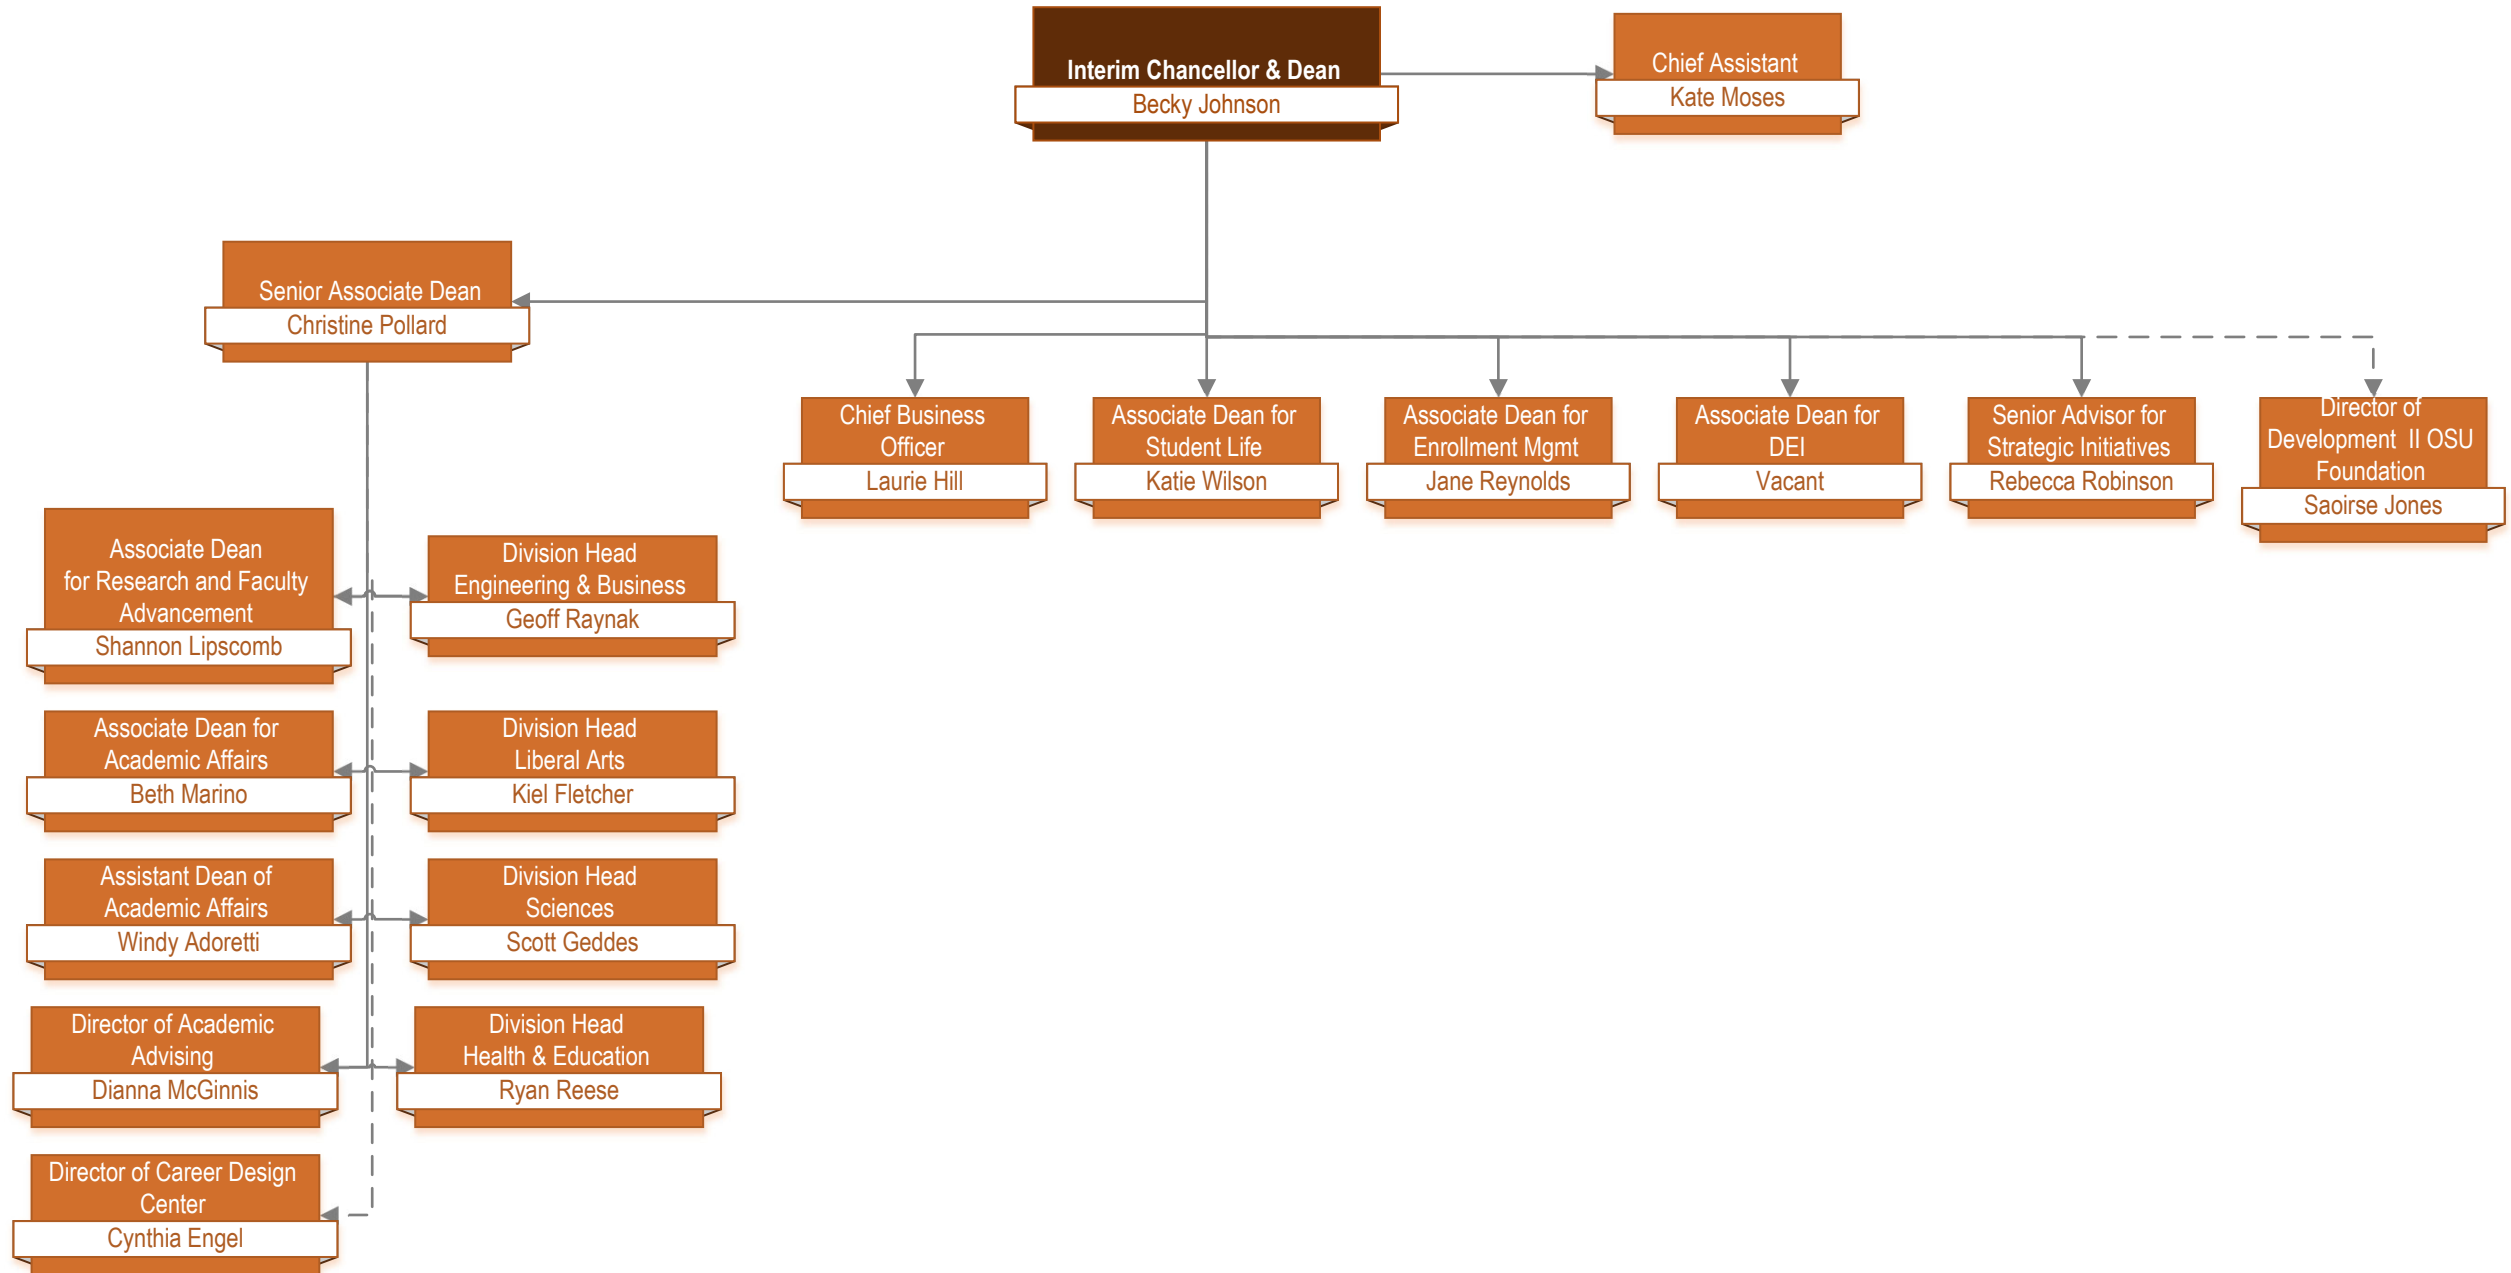 Interim Chancellor & Dean
Becky Johnson
Chief Assistant
Kate Moses
Senior Associate Dean
Christine Pollard
Chief Business
Officer
Laurie Hill
Associate Dean for
Student Life
Katie Wilson
Associate Dean for
Enrollment Mgmt
Jane Reynolds
Associate Dean for
DEI
Vacant
Senior Advisor for
Strategic Initiatives
Rebecca Robinson
Director of
Development II OSU
Foundation
Saoirse Jones
Associate Dean
for Research and Faculty
Advancement
Shannon Lipscomb
Division Head
Engineering & Business
Geoff Raynak
Associate Dean for
Academic Affairs
Beth Marino
Division Head
Liberal Arts
Kiel Fletcher
Assistant Dean of
Academic Affairs
Windy Adoretti
Division Head
Sciences
Scott Geddes
Director of Academic
Advising
Dianna McGinnis
Division Head
Health & Education
Ryan Reese
Director of Career Design
Center
Cynthia Engel